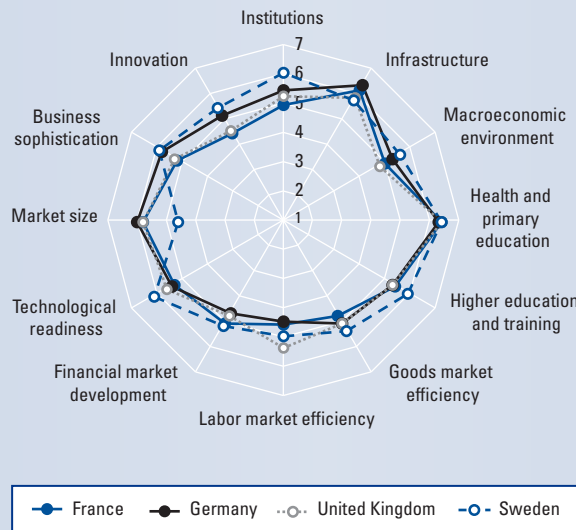 Institutions
7
6
5
4
3
2
1
Infrastructure
Macroeconomic
environment
Health and
primary
education
Higher education
and training
Goods market
efficiency
Labor market efficiency
Financial market
development
Technological
readiness
Market size
Business
sophistication
Innovation
France Germany United Kingdom Sweden